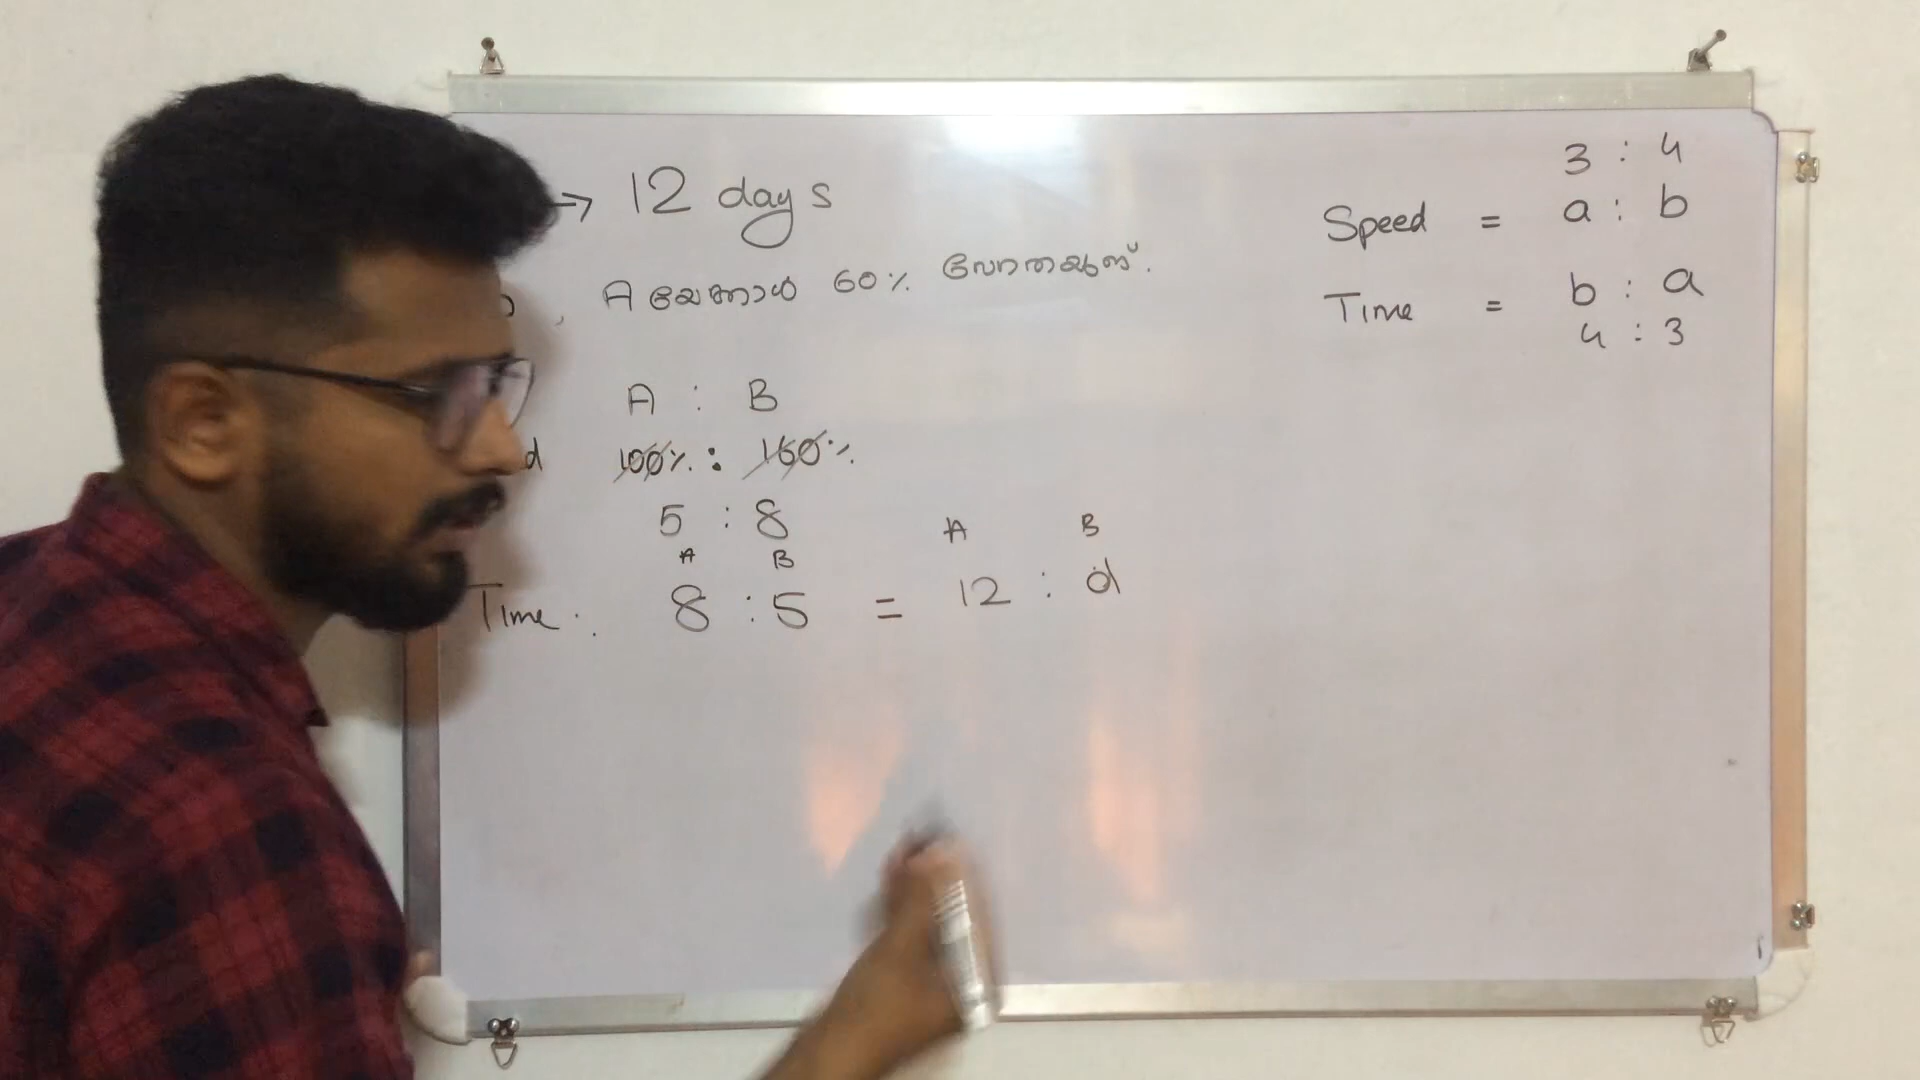 → 12 days
, A യേക്കാൾ 60%. വേഗതയുണ്.
A : B
d 100%. : 160%.
5 : 8
A B
Time. 8 : 5 = 12 : d
A B
3 : 4
Speed = a : b
Time = b : a
4 : 3